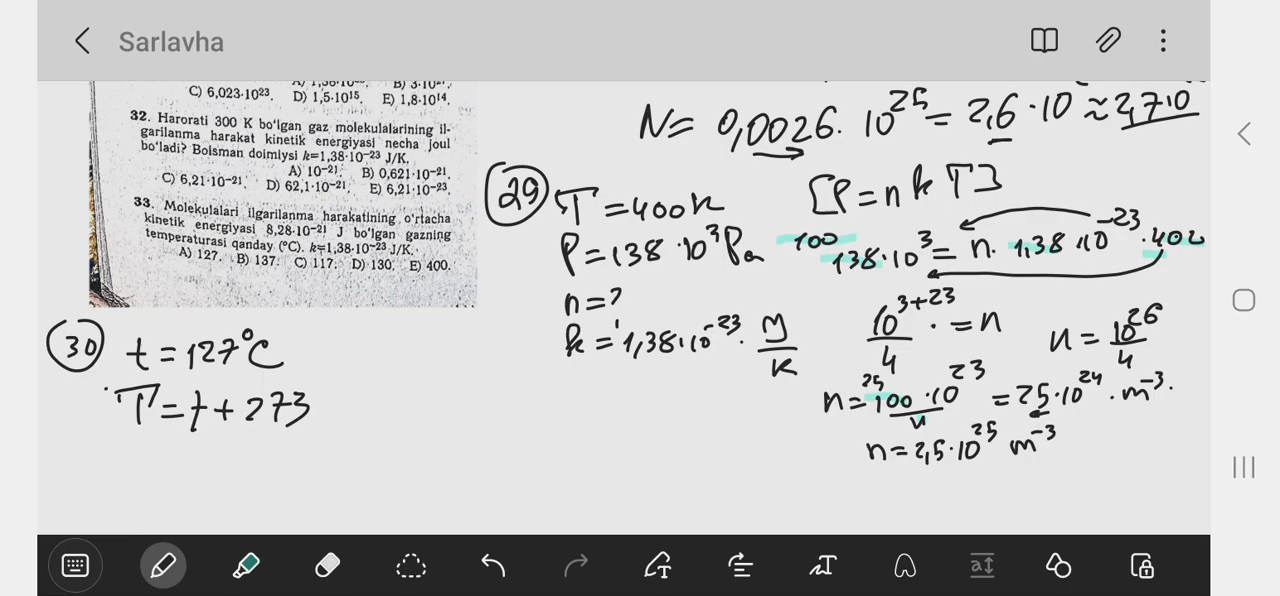 Sarlavha
C) 6,023·10²³. D) 1,5·10¹⁵. E) 1,8·10¹⁴.
32. Harorati 300 K bo'lgan gaz molekulalarining il-
garilanma harakat kinetik energiyasi necha joul
bo'ladi? Bolsman doimiysi k=1,38·10⁻²³ J/K.
A) 10⁻²¹. B) 0,621·10⁻²¹.
C) 6,21·10⁻²¹. D) 62,1·10⁻²¹. E) 6,21·10⁻²³.
33. Molekulalari ilgarilanma harakatining o'rtacha
kinetik energiyasi 8,28·10⁻²¹ J bo'lgan gazning
temperaturasi qanday (°C). k=1,38·10⁻²³ J/K.
A) 127. B) 137. C) 117. D) 130. E) 400.
N = 0,0026 · 10²⁵ = 2,6 · 10 ≈ 2,7·10
29 T = 400K [P = n k T]
P = 138 · 10³ Pa 100 138·10³ = n · 1,38·10⁻²³ · 400
n = ?
k = 1,38·10⁻²³ · J/K 10³⁺²³/4 · = n n = 10²⁶/4
n = 25 100 · 10²³/4 = 25·10²⁴ · m⁻³.
n = 2,5·10²⁵ m⁻³
30 t = 127°C
T = t + 273